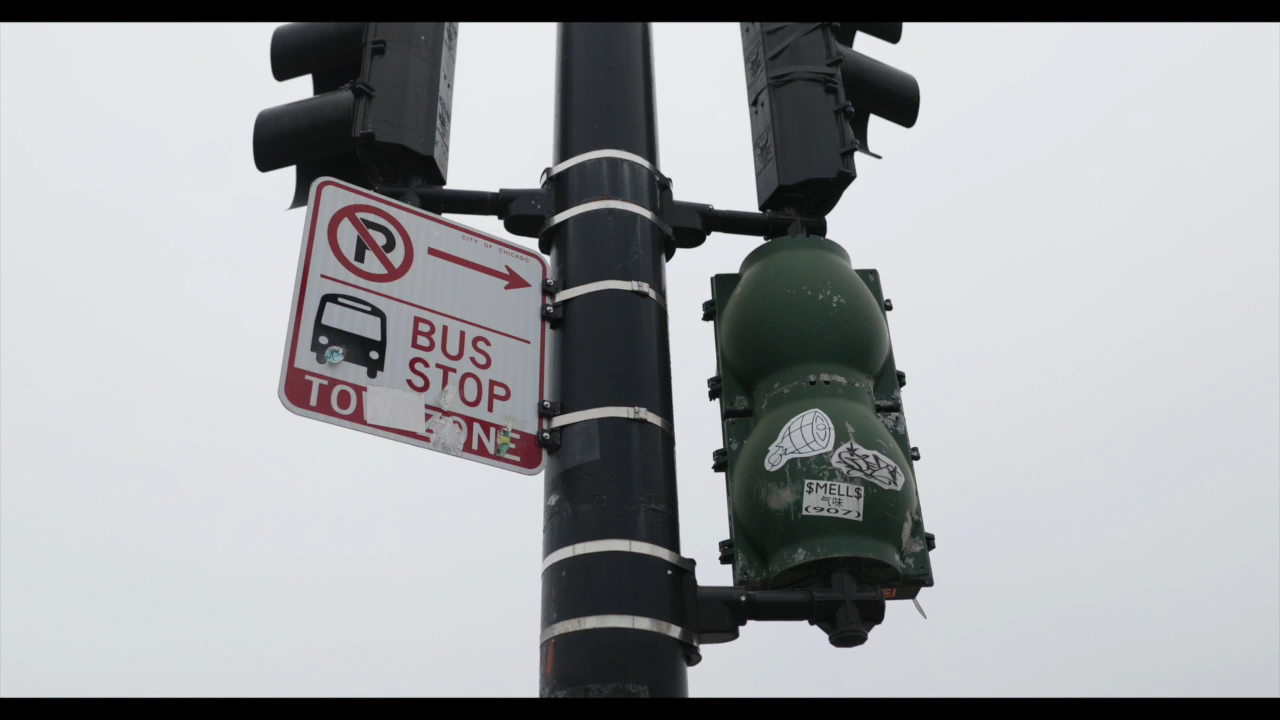 P
CITY OF CHICAGO
BUS
STOP
TO ZONE
$MELL$
气味
(907)